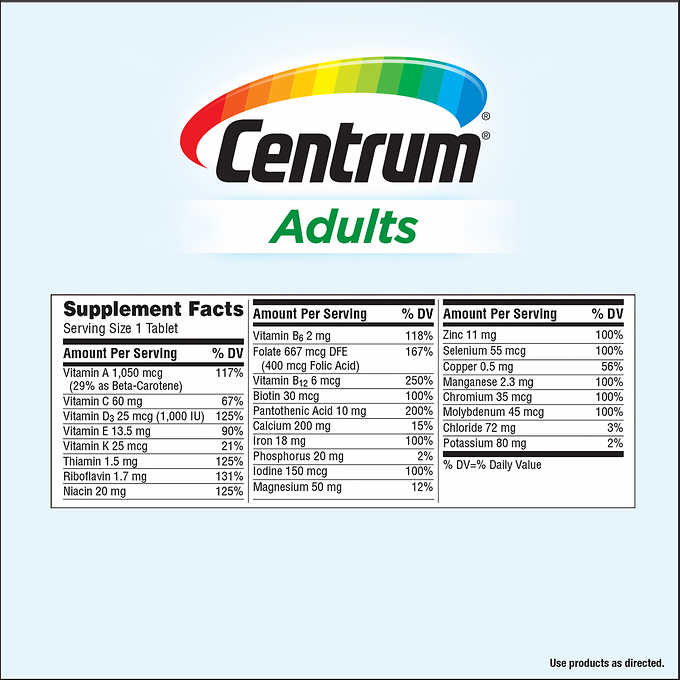 Centrum®
®
Adults
Supplement Facts
Serving Size 1 Tablet
Amount Per Serving % DV
Vitamin A 1,050 mcg 117%
(29% as Beta-Carotene)
Vitamin C 60 mg 67%
Vitamin D3 25 mcg (1,000 IU) 125%
Vitamin E 13.5 mg 90%
Vitamin K 25 mcg 21%
Thiamin 1.5 mg 125%
Riboflavin 1.7 mg 131%
Niacin 20 mg 125%
Amount Per Serving % DV
Vitamin B6 2 mg 118%
Folate 667 mcg DFE 167%
(400 mcg Folic Acid)
Vitamin B12 6 mcg 250%
Biotin 30 mcg 100%
Pantothenic Acid 10 mg 200%
Calcium 200 mg 15%
Iron 18 mg 100%
Phosphorus 20 mg 2%
Iodine 150 mcg 100%
Magnesium 50 mg 12%
Amount Per Serving % DV
Zinc 11 mg 100%
Selenium 55 mcg 100%
Copper 0.5 mg 56%
Manganese 2.3 mg 100%
Chromium 35 mcg 100%
Molybdenum 45 mcg 100%
Chloride 72 mg 3%
Potassium 80 mg 2%
% DV=% Daily Value
Use products as directed.